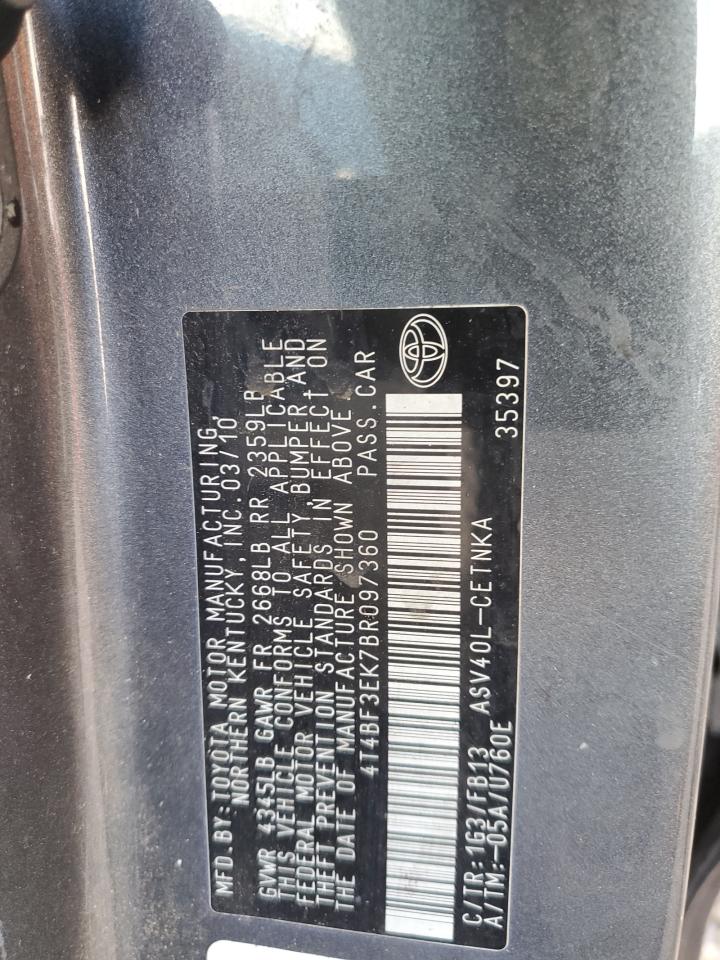 MFD.BY:TOYOTA MOTOR MANUFACTURING,
NORTHERN KENTUCKY,INC.03/10
GVWR 4345LB GAWR FR 2668LB RR 2359LB
THIS VEHICLE CONFORMS TO ALL APPLICABLE
FEDERAL MOTOR VEHICLE SAFETY,BUMPER,AND
THEFT PREVENTION STANDARDS IN EFFECT ON
THE DATE OF MANUFACTURE SHOWN ABOVE.
4T4BF3EK7BR097360 PASS.CAR
C/TR:1G3/FB13 ASV40L-CETNKA
A/TM:-05A/U760E 35397